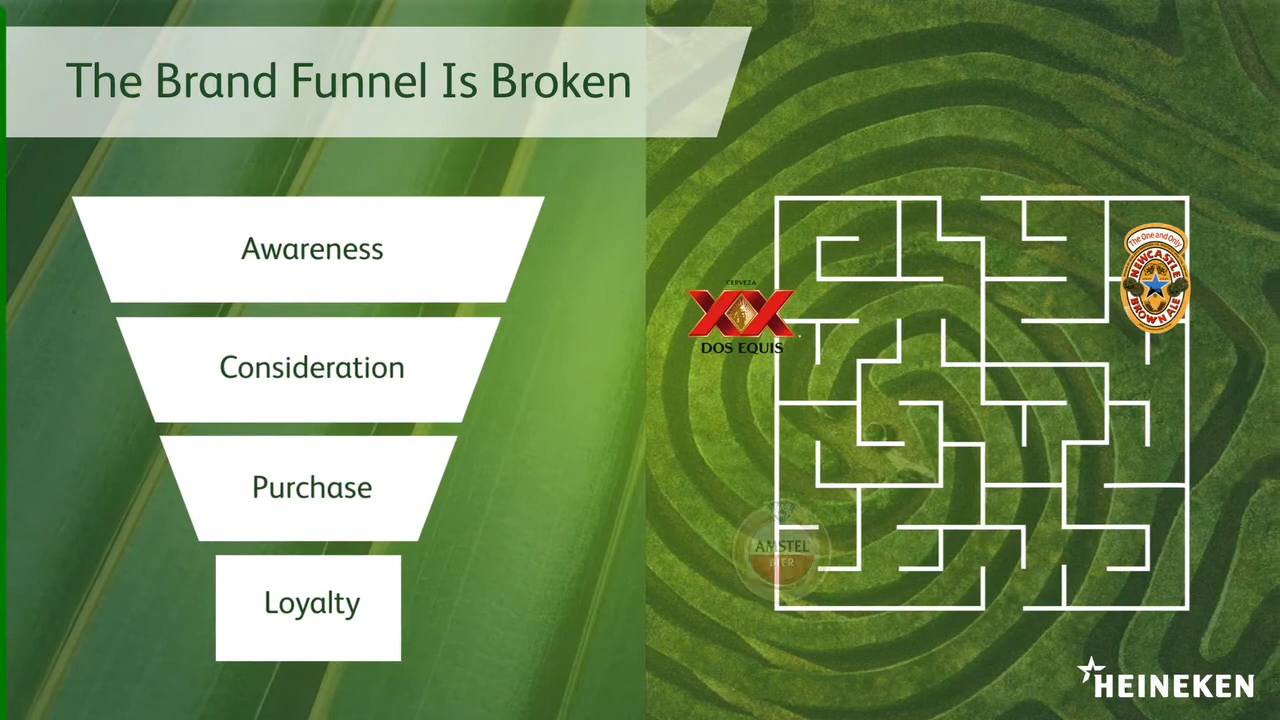 The Brand Funnel Is Broken
Awareness
Consideration
Purchase
Loyalty
CERVEZA
XX
DOS EQUIS
The One and Only
NEWCASTLE
BROWN ALE
AMSTEL
BIER
HEINEKEN